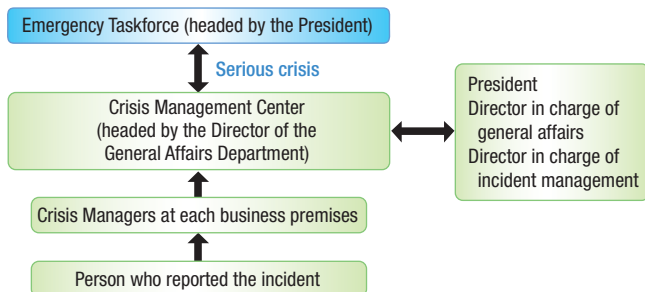 Emergency Taskforce (headed by the President)
Serious crisis
Crisis Management Center
(headed by the Director of the
General Affairs Department)
President
Director in charge of
general affairs
Director in charge of
incident management
Crisis Managers at each business premises
Person who reported the incident